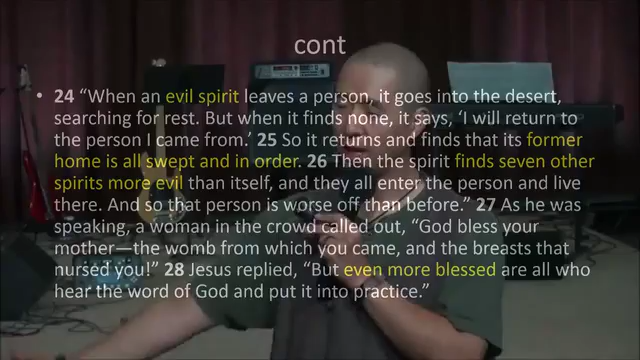 cont
• 24 “When an evil spirit leaves a person, it goes into the desert,
searching for rest. But when it finds none, it says, ‘I will return to
the person I came from.’ 25 So it returns and finds that its former
home is all swept and in order. 26 Then the spirit finds seven other
spirits more evil than itself, and they all enter the person and live
there. And so that person is worse off than before.” 27 As he was
speaking, a woman in the crowd called out, “God bless your
mother—the womb from which you came, and the breasts that
nursed you!” 28 Jesus replied, “But even more blessed are all who
hear the word of God and put it into practice.”